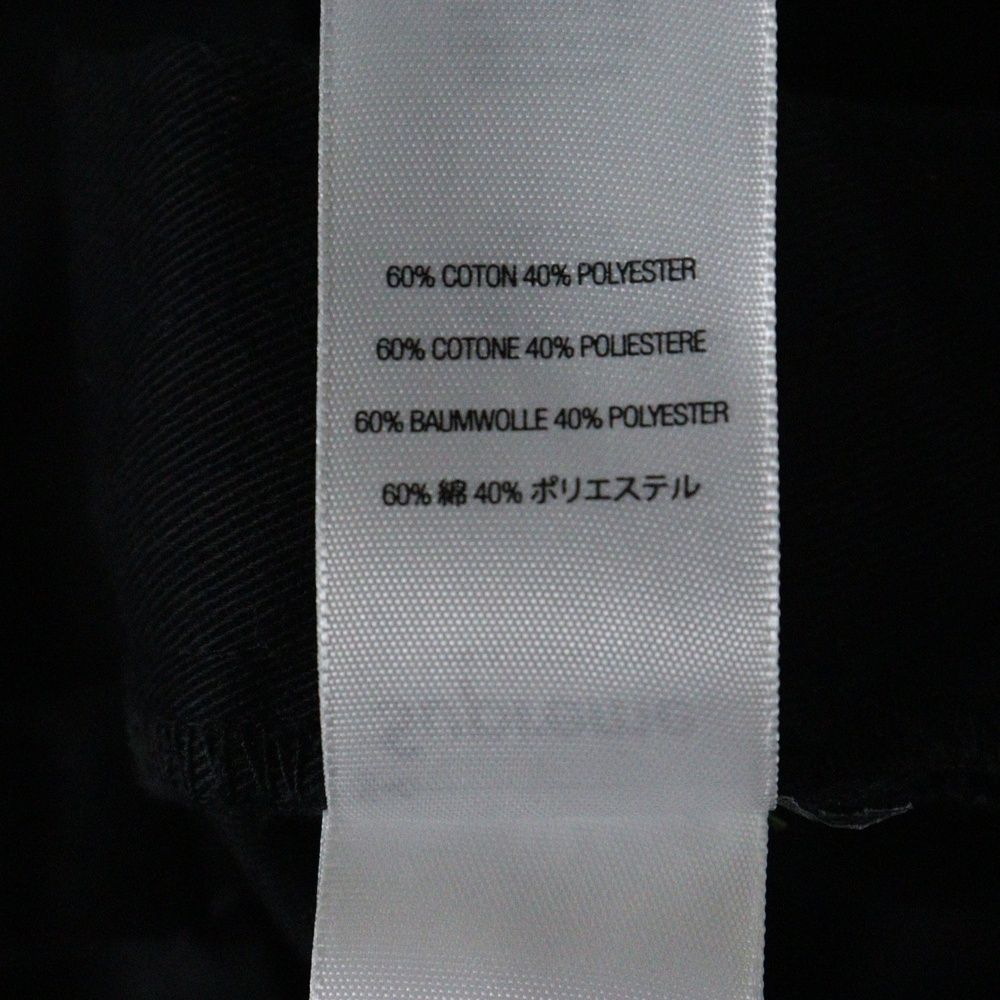 60% COTON 40% POLYESTER
60% COTONE 40% POLIESTERE
60% BAUMWOLLE 40% POLYESTER
60% 綿 40% ポリエステル